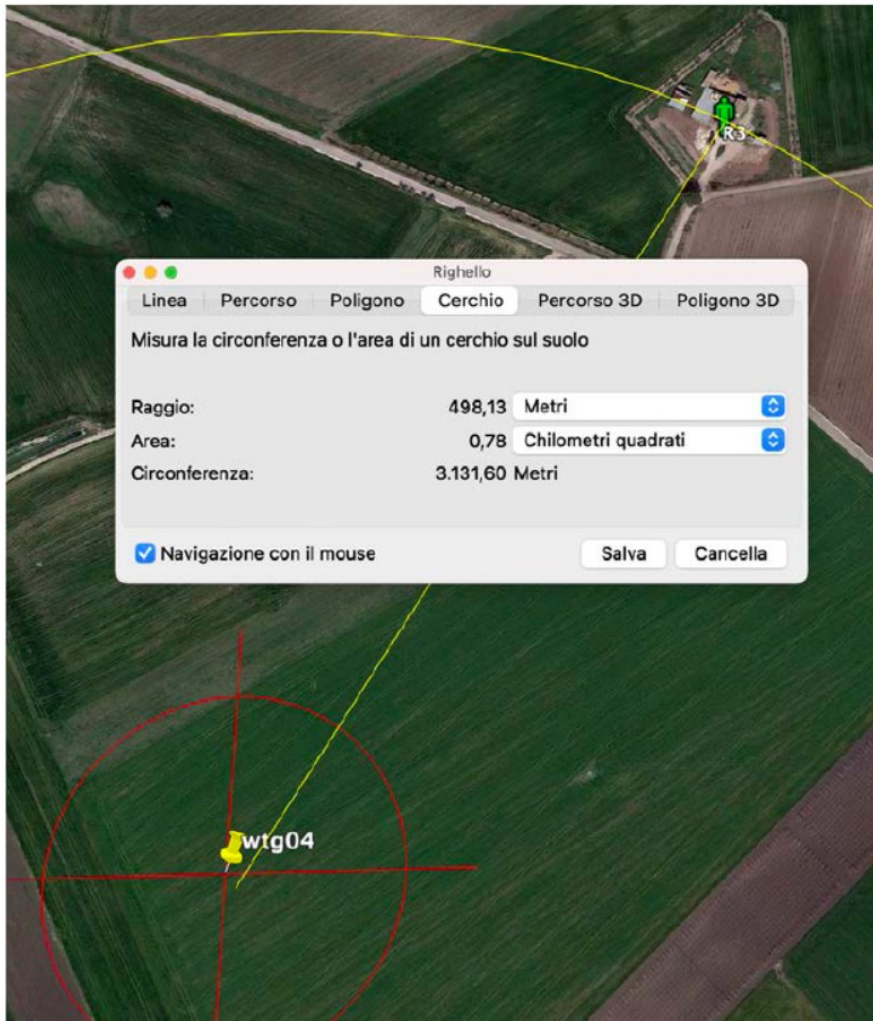 R3
Righello
Linea Percorso Poligono Cerchio Percorso 3D Poligono 3D
Misura la circonferenza o l'area di un cerchio sul suolo
Raggio: 498,13 Metri
Area: 0,78 Chilometri quadrati
Circonferenza: 3.131,60 Metri
Navigazione con il mouse Salva Cancella
wtg04